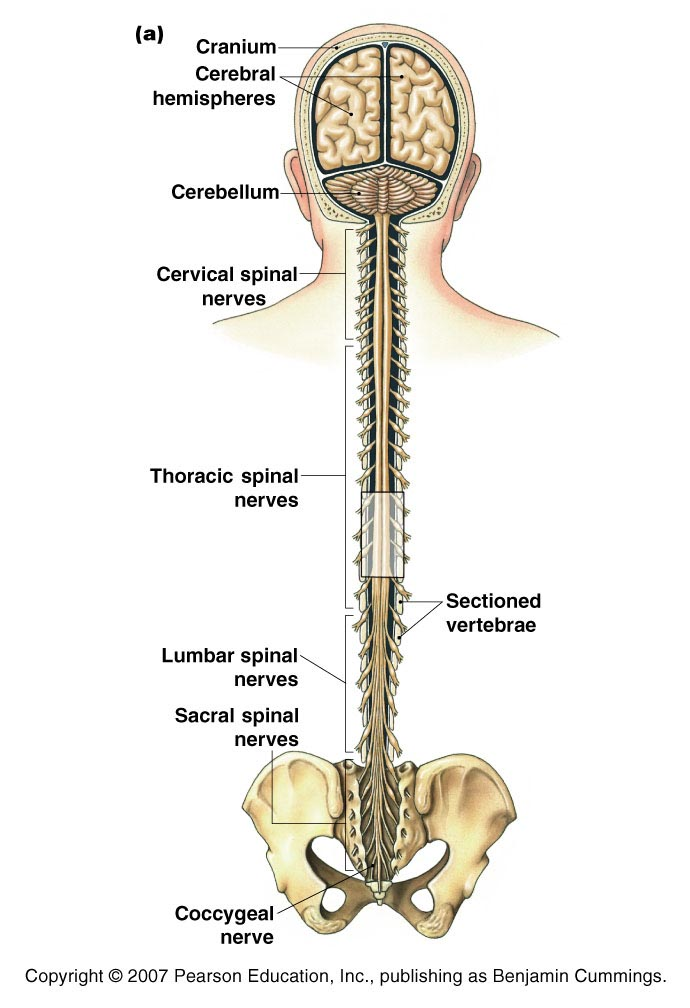 (a)
Cranium
Cerebral
hemispheres
Cerebellum
Cervical spinal
nerves
Thoracic spinal
nerves
Sectioned
vertebrae
Lumbar spinal
nerves
Sacral spinal
nerves
Coccygeal
nerve
Copyright © 2007 Pearson Education, Inc., publishing as Benjamin Cummings.